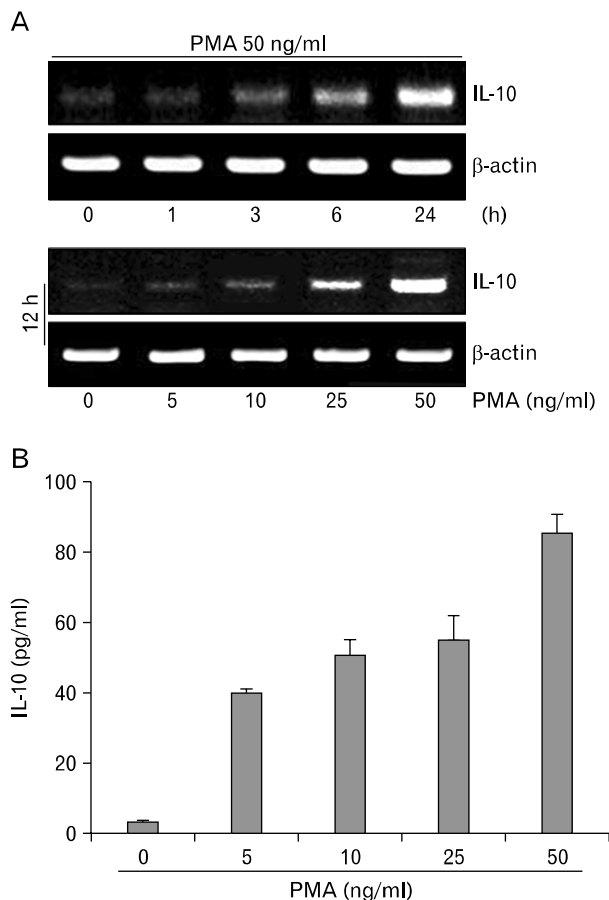 A
PMA 50 ng/ml
IL-10
β-actin
0 1 3 6 24 (h)
12 h
IL-10
β-actin
0 5 10 25 50 PMA (ng/ml)
B
100
80
60
40
20
0
IL-10 (pg/ml)
0 5 10 25 50
PMA (ng/ml)